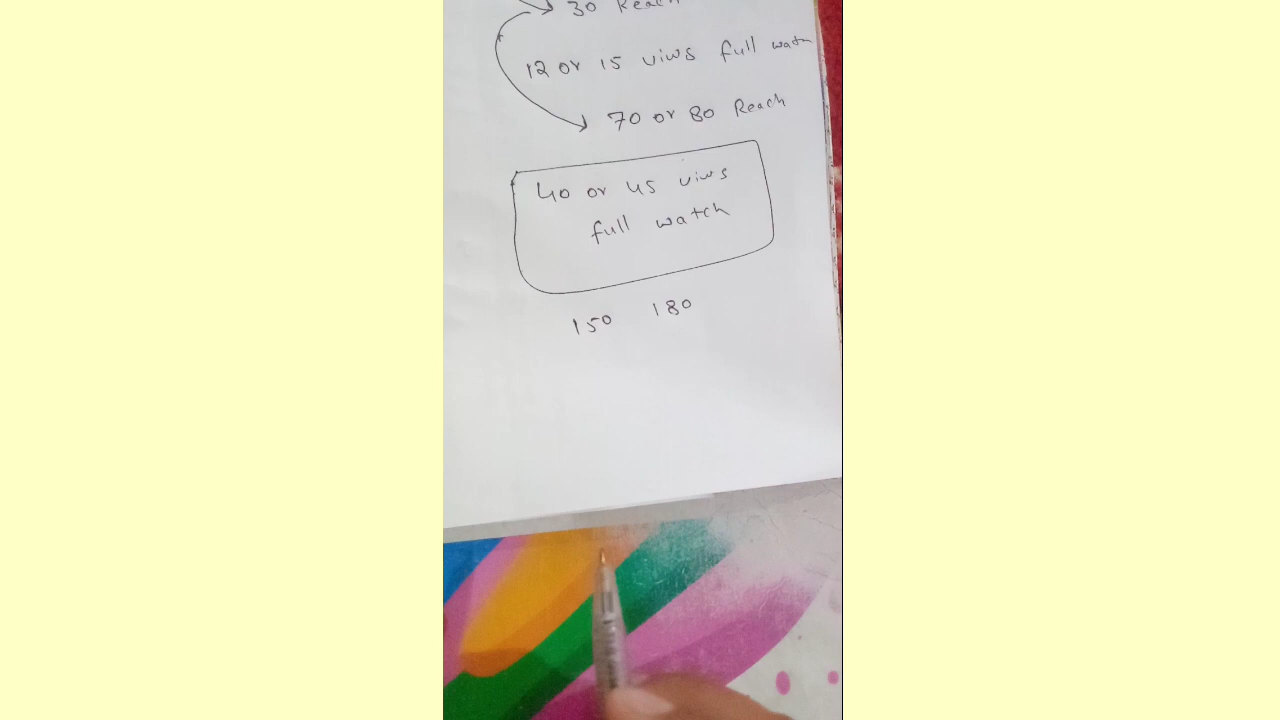 30 Reach
12 or 15 viws full watch
70 or 80 Reach
40 or 45 viws
full watch
150 180